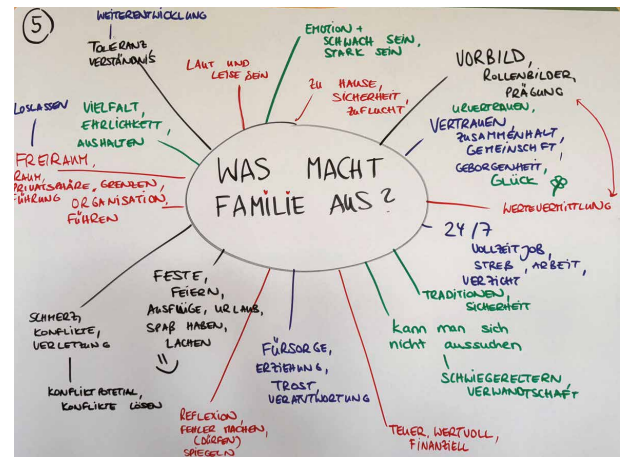 5
WEITERENTWICKLUNG
TOLERANZ
VERSTÄNDNIS
LAUT UND
LEISE SEIN
EMOTION +
SCHWACH SEIN,
STARK SEIN
ZU HAUSE,
SICHERHEIT
ZUFLUCHT
VORBILD,
ROLLENBILDER,
PRÄGUNG
URVERTRAUEN,
VERTRAUEN,
ZUSAMMENHALT,
GEMEINSCHAFT,
GEBORGENHEIT,
GLÜCK
WERTEVERMITTLUNG
24/7
VOLLZEITJOB,
STREß, ARBEIT,
VERZICHT
TRADITIONEN,
SICHERHEIT
kann man sich
nicht aussuchen
SCHWIEGERELTERN
VERWANDTSCHAFT
TEUER, WERTVOLL,
FINANZIELL
FÜRSORGE,
ERZIEHUNG,
TROST,
VERANTWORTUNG
REFLEXION,
FEHLER MACHEN,
(DÜRFEN)
SPIEGELN
FESTE,
FEIERN,
AUSFLÜGE, URLAUB,
SPAß HABEN,
LACHEN
SCHMERZ,
KONFLIKTE,
VERLETZUNG
KONFLIKTPOTETIAL,
KONFLIKTE LÖSEN
LOSLASSEN
FREIRAUM,
RAUM,
PRIVATSPHÄRE, GRENZEN,
FÜHRUNG
ORGANISATION,
FÜHREN
VIELFALT,
EHRLICHKEIT,
AUSHALTEN
WAS MACHT
FAMILIE AUS?